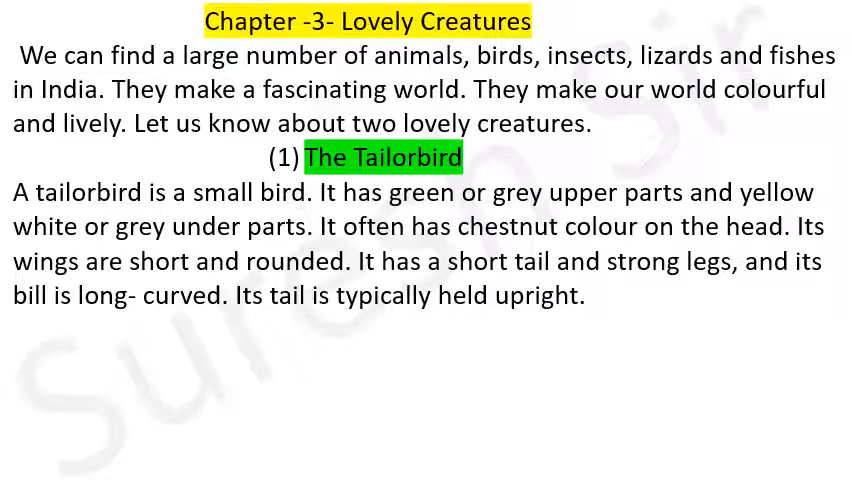 Chapter -3- Lovely Creatures
We can find a large number of animals, birds, insects, lizards and fishes
in India. They make a fascinating world. They make our world colourful
and lively. Let us know about two lovely creatures.
(1) The Tailorbird
A tailorbird is a small bird. It has green or grey upper parts and yellow
white or grey under parts. It often has chestnut colour on the head. Its
wings are short and rounded. It has a short tail and strong legs, and its
bill is long- curved. Its tail is typically held upright.
Suresh Sir